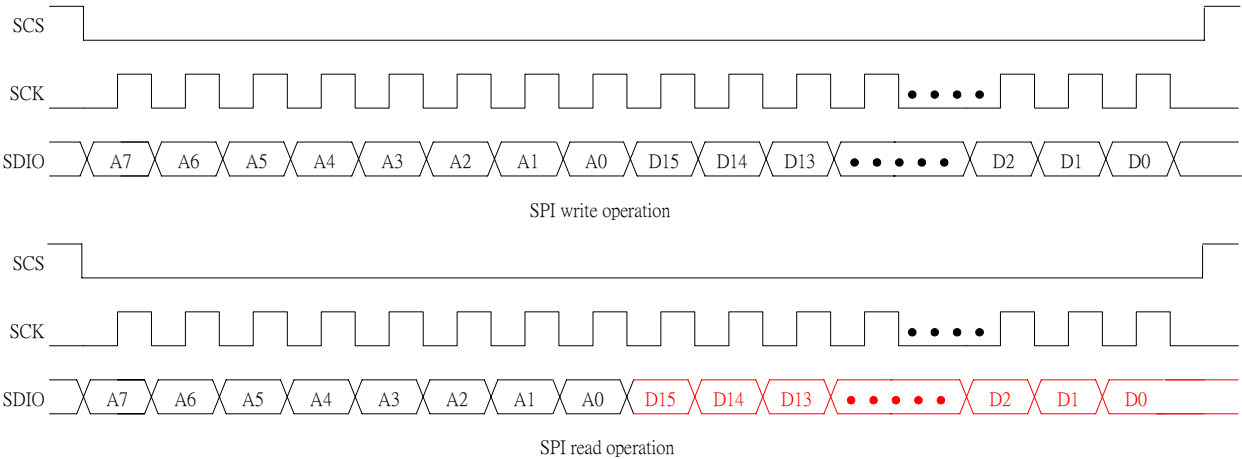 SCS
SCK
SDIO A7 A6 A5 A4 A3 A2 A1 A0 D15 D14 D13 D2 D1 D0
SPI write operation
SCS
SCK
SDIO A7 A6 A5 A4 A3 A2 A1 A0 D15 D14 D13 D2 D1 D0
SPI read operation